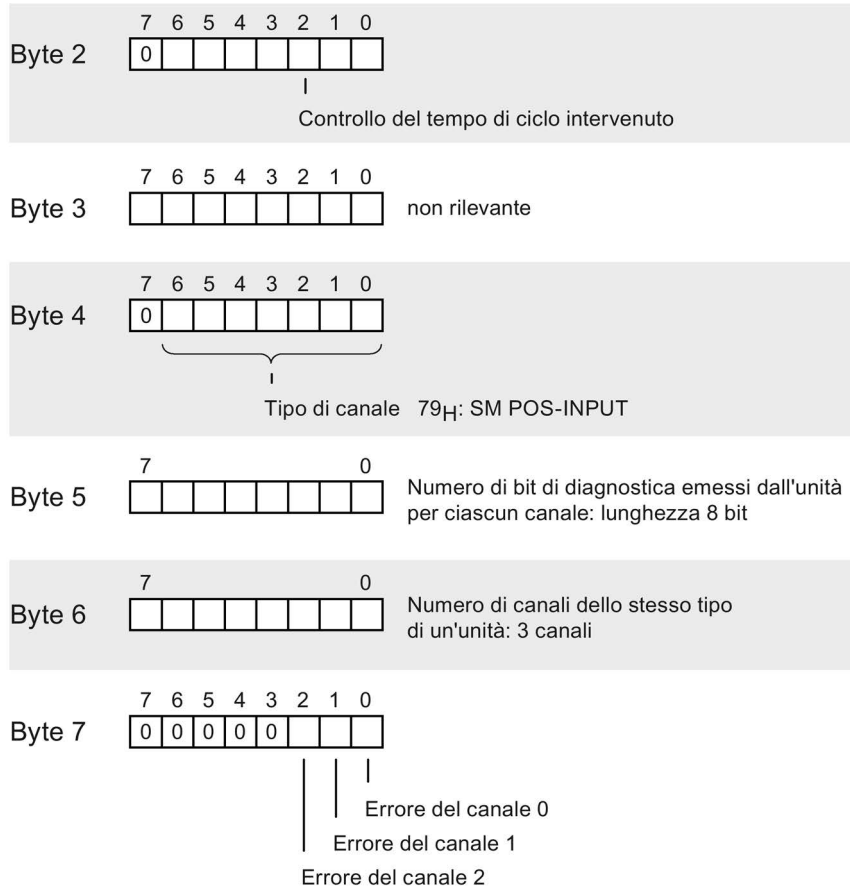 7 6 5 4 3 2 1 0
Byte 2 0
Controllo del tempo di ciclo intervenuto
7 6 5 4 3 2 1 0
Byte 3 non rilevante
7 6 5 4 3 2 1 0
Byte 4 0
Tipo di canale 79H: SM POS-INPUT
7 0
Byte 5
Numero di bit di diagnostica emessi dall'unità
per ciascun canale: lunghezza 8 bit
7 0
Byte 6
Numero di canali dello stesso tipo
di un'unità: 3 canali
7 6 5 4 3 2 1 0
Byte 7 0 0 0 0 0
Errore del canale 0
Errore del canale 1
Errore del canale 2